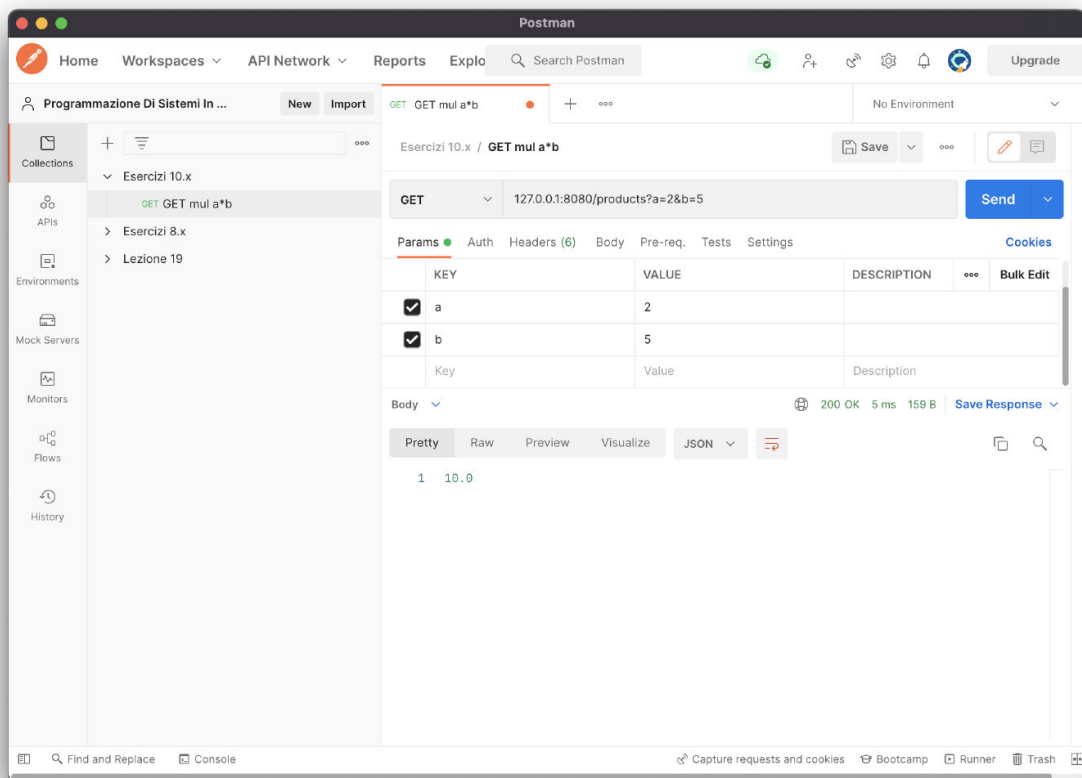 Postman
Home Workspaces API Network Reports Explo Search Postman Upgrade
Programmazione Di Sistemi In ... New Import GET GET mul a*b No Environment
Collections
APIs
Environments
Mock Servers
Monitors
Flows
History
Esercizi 10.x
GET GET mul a*b
Esercizi 8.x
Lezione 19
Esercizi 10.x / GET mul a*b Save
GET 127.0.0.1:8080/products?a=2&b=5 Send
Params Auth Headers (6) Body Pre-req. Tests Settings Cookies
KEY VALUE DESCRIPTION Bulk Edit
a 2
b 5
Key Value Description
Body 200 OK 5 ms 159 B Save Response
Pretty Raw Preview Visualize JSON
1 10.0
Find and Replace Console Capture requests and cookies Bootcamp Runner Trash